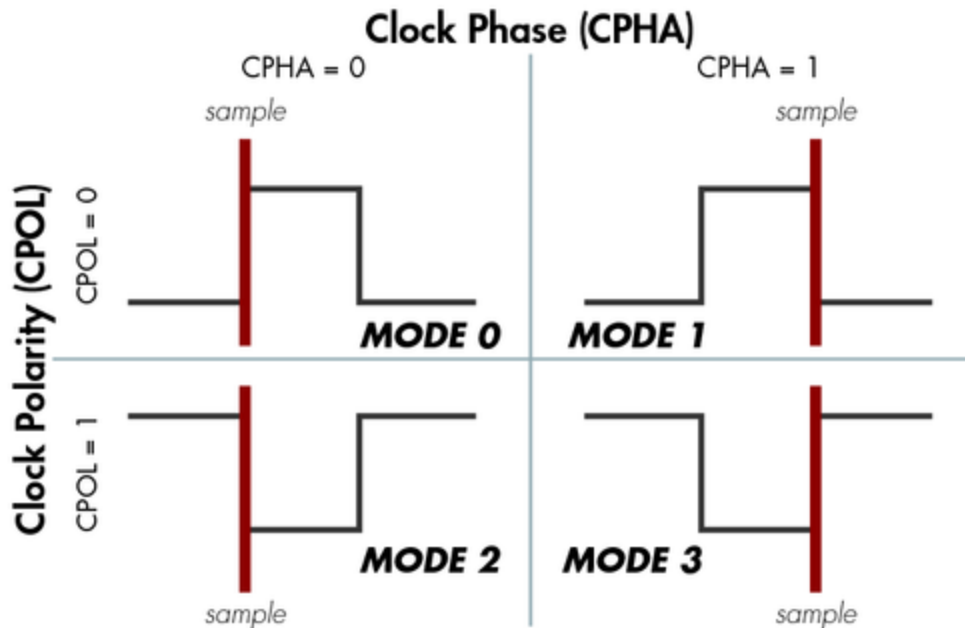 Clock Phase (CPHA)
CPHA = 0
CPHA = 1
sample
sample
Clock Polarity (CPOL)
CPOL = 0
MODE 0
MODE 1
CPOL = 1
MODE 2
MODE 3
sample
sample